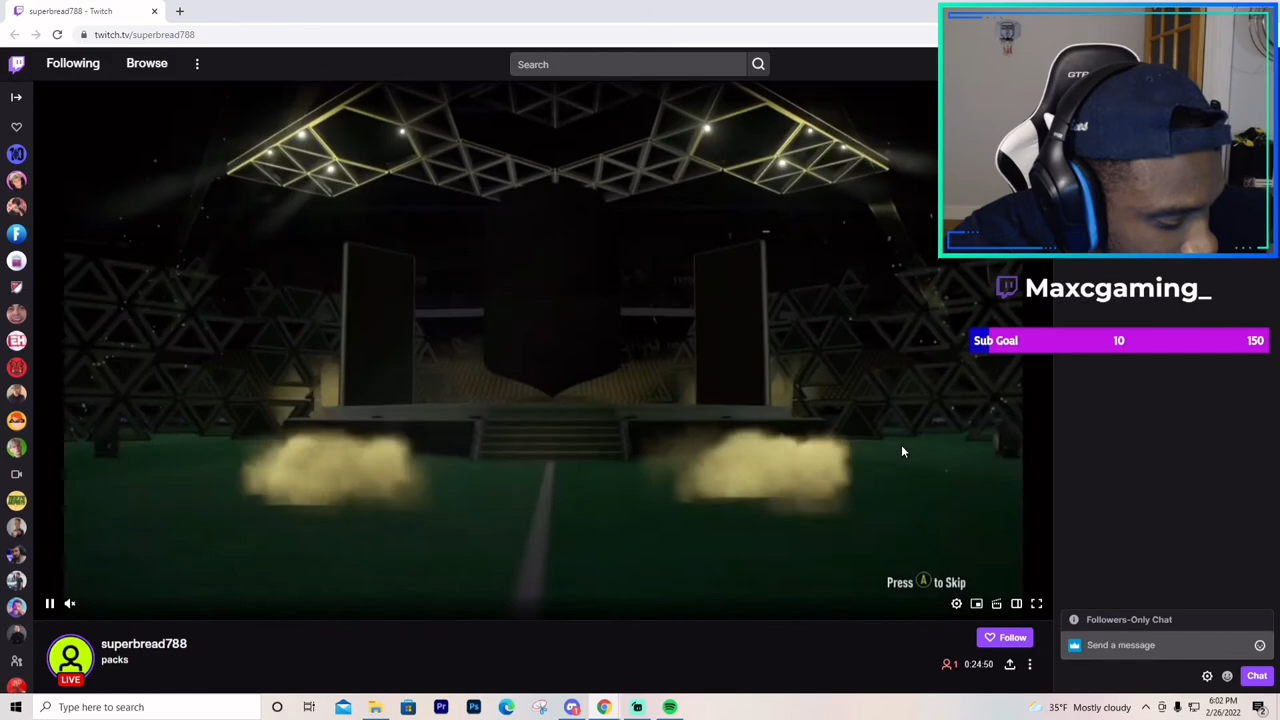 superbread788 - Twitch
twitch.tv/superbread788
Following
Browse
Search
GTR
Maxcgaming_
Sub Goal 10 150
Press A to Skip
superbread788
packs
LIVE
Follow
1
0:24:50
Followers-Only Chat
Send a message
Chat
Type here to search
35°F Mostly cloudy
6:02 PM
2/26/2022